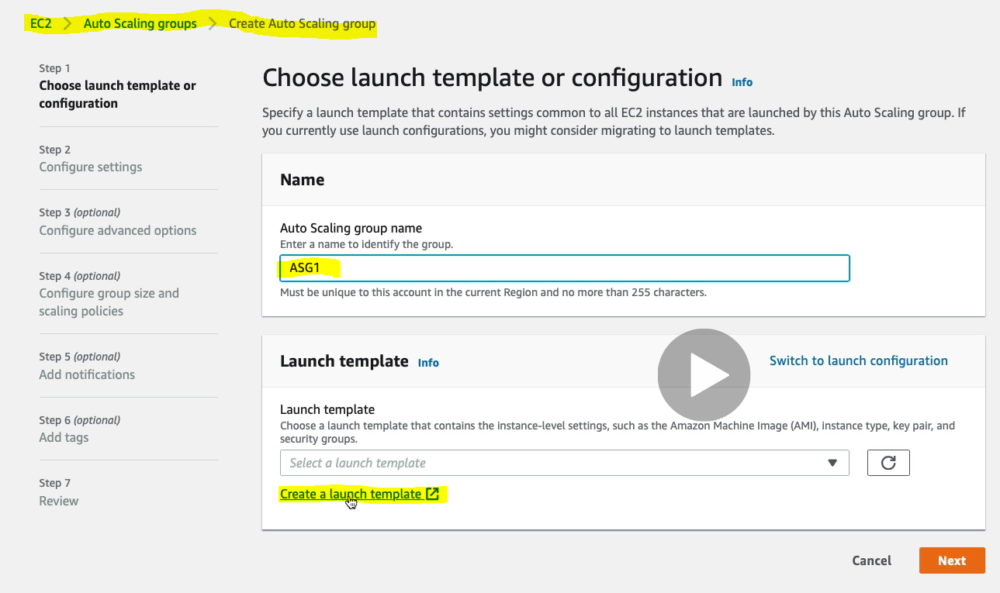 EC2 > Auto Scaling groups > Create Auto Scaling group
Step 1
Choose launch template or
configuration
Step 2
Configure settings
Step 3 (optional)
Configure advanced options
Step 4 (optional)
Configure group size and
scaling policies
Step 5 (optional)
Add notifications
Step 6 (optional)
Add tags
Step 7
Review
Choose launch template or configuration Info
Specify a launch template that contains settings common to all EC2 instances that are launched by this Auto Scaling group. If
you currently use launch configurations, you might consider migrating to launch templates.
Name
Auto Scaling group name
Enter a name to identify the group.
ASG1
Must be unique to this account in the current Region and no more than 255 characters.
Launch template Info
Switch to launch configuration
Launch template
Choose a launch template that contains the instance-level settings, such as the Amazon Machine Image (AMI), instance type, key pair, and
security groups.
Select a launch template
Create a launch template
Cancel
Next